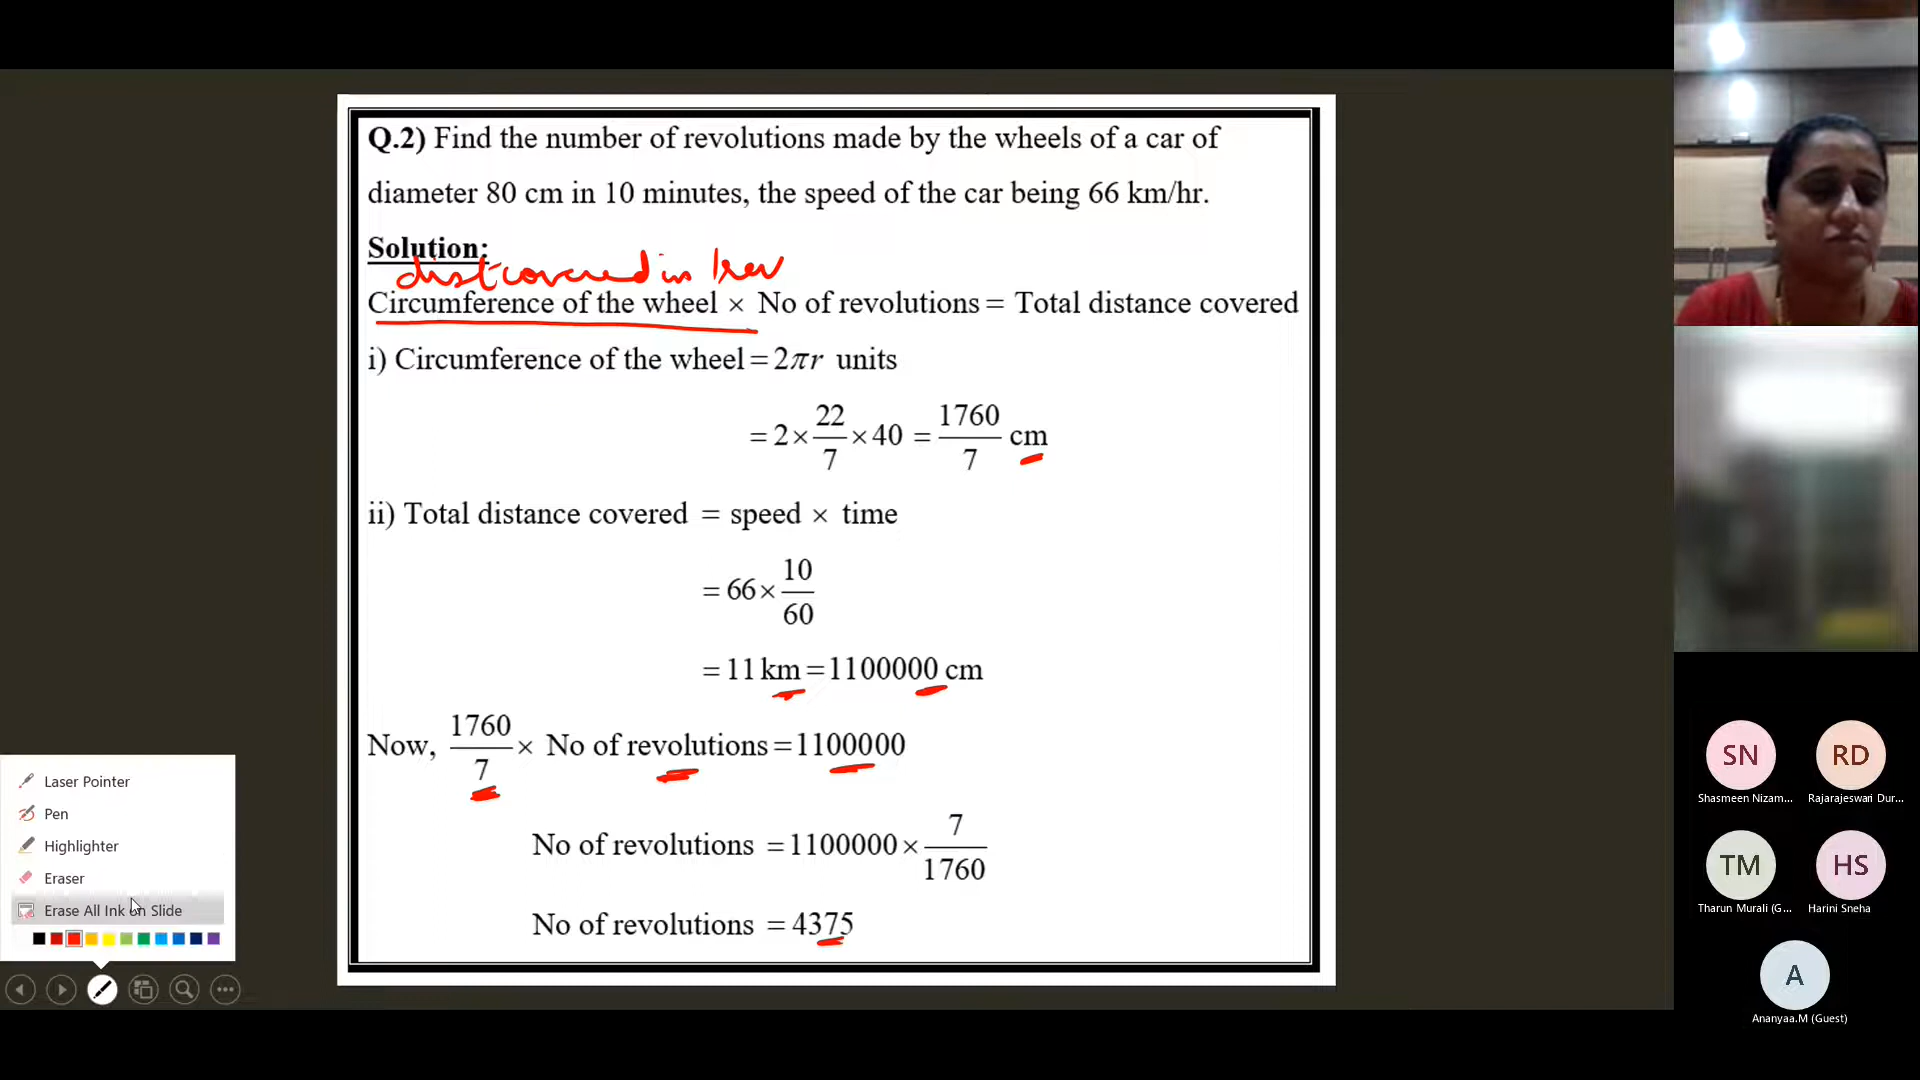 Q.2) Find the number of revolutions made by the wheels of a car of
diameter 80 cm in 10 minutes, the speed of the car being 66 km/hr.
Solution:
dist covered in 1 rev
Circumference of the wheel × No of revolutions = Total distance covered
i) Circumference of the wheel = 2πr units
= 2 × 22/7 × 40 = 1760/7 cm
ii) Total distance covered = speed × time
= 66 × 10/60
= 11 km = 1100000 cm
Now, 1760/7 × No of revolutions = 1100000
No of revolutions = 1100000 × 7/1760
No of revolutions = 4375
Laser Pointer
Pen
Highlighter
Eraser
Erase All Ink on Slide
SN
RD
Shasmeen Nizam...
Rajarajeswari Dur...
TM
HS
Tharun Murali (G...
Harini Sneha
A
Ananyaa.M (Guest)